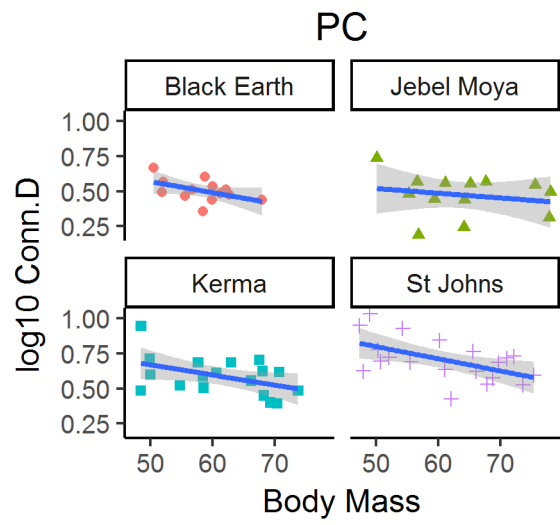 PC
Black Earth
Jebel Moya
1.00
0.75
0.50
0.25
Kerma
St Johns
1.00
0.75
0.50
0.25
50 60 70 50 60 70
Body Mass
log10 Conn.D